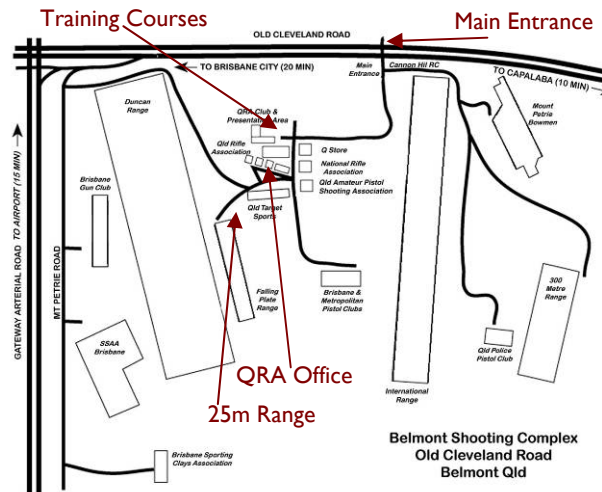 Training Courses
Main Entrance
OLD CLEVELAND ROAD
TO BRISBANE CITY (20 MIN)
Main
Entrance
Cannon Hil RC
TO CAPALABA (10 MIN)
Duncan
Range
QRA Club &
Presentation Area
Mount
Petria
Bowmen
Qld Rifle
Association
Q Store
National Rifle
Association
Qld Amateur Pistol
Shooting Association
Brisbane
Gun Club
Qld Target
Sports
GATEWAY ARTERIAL ROAD TO AIRPORT (15 MIN)
MT PETRIE ROAD
Falling
Plate
Range
Brisbane &
Metropolitan
Pistol Clubs
300
Metre
Range
SSAA
Brisbane
Qld Police
Pistol Club
QRA Office
25m Range
International
Range
Brisbane Sporting
Clays Association
Belmont Shooting Complex
Old Cleveland Road
Belmont Qld